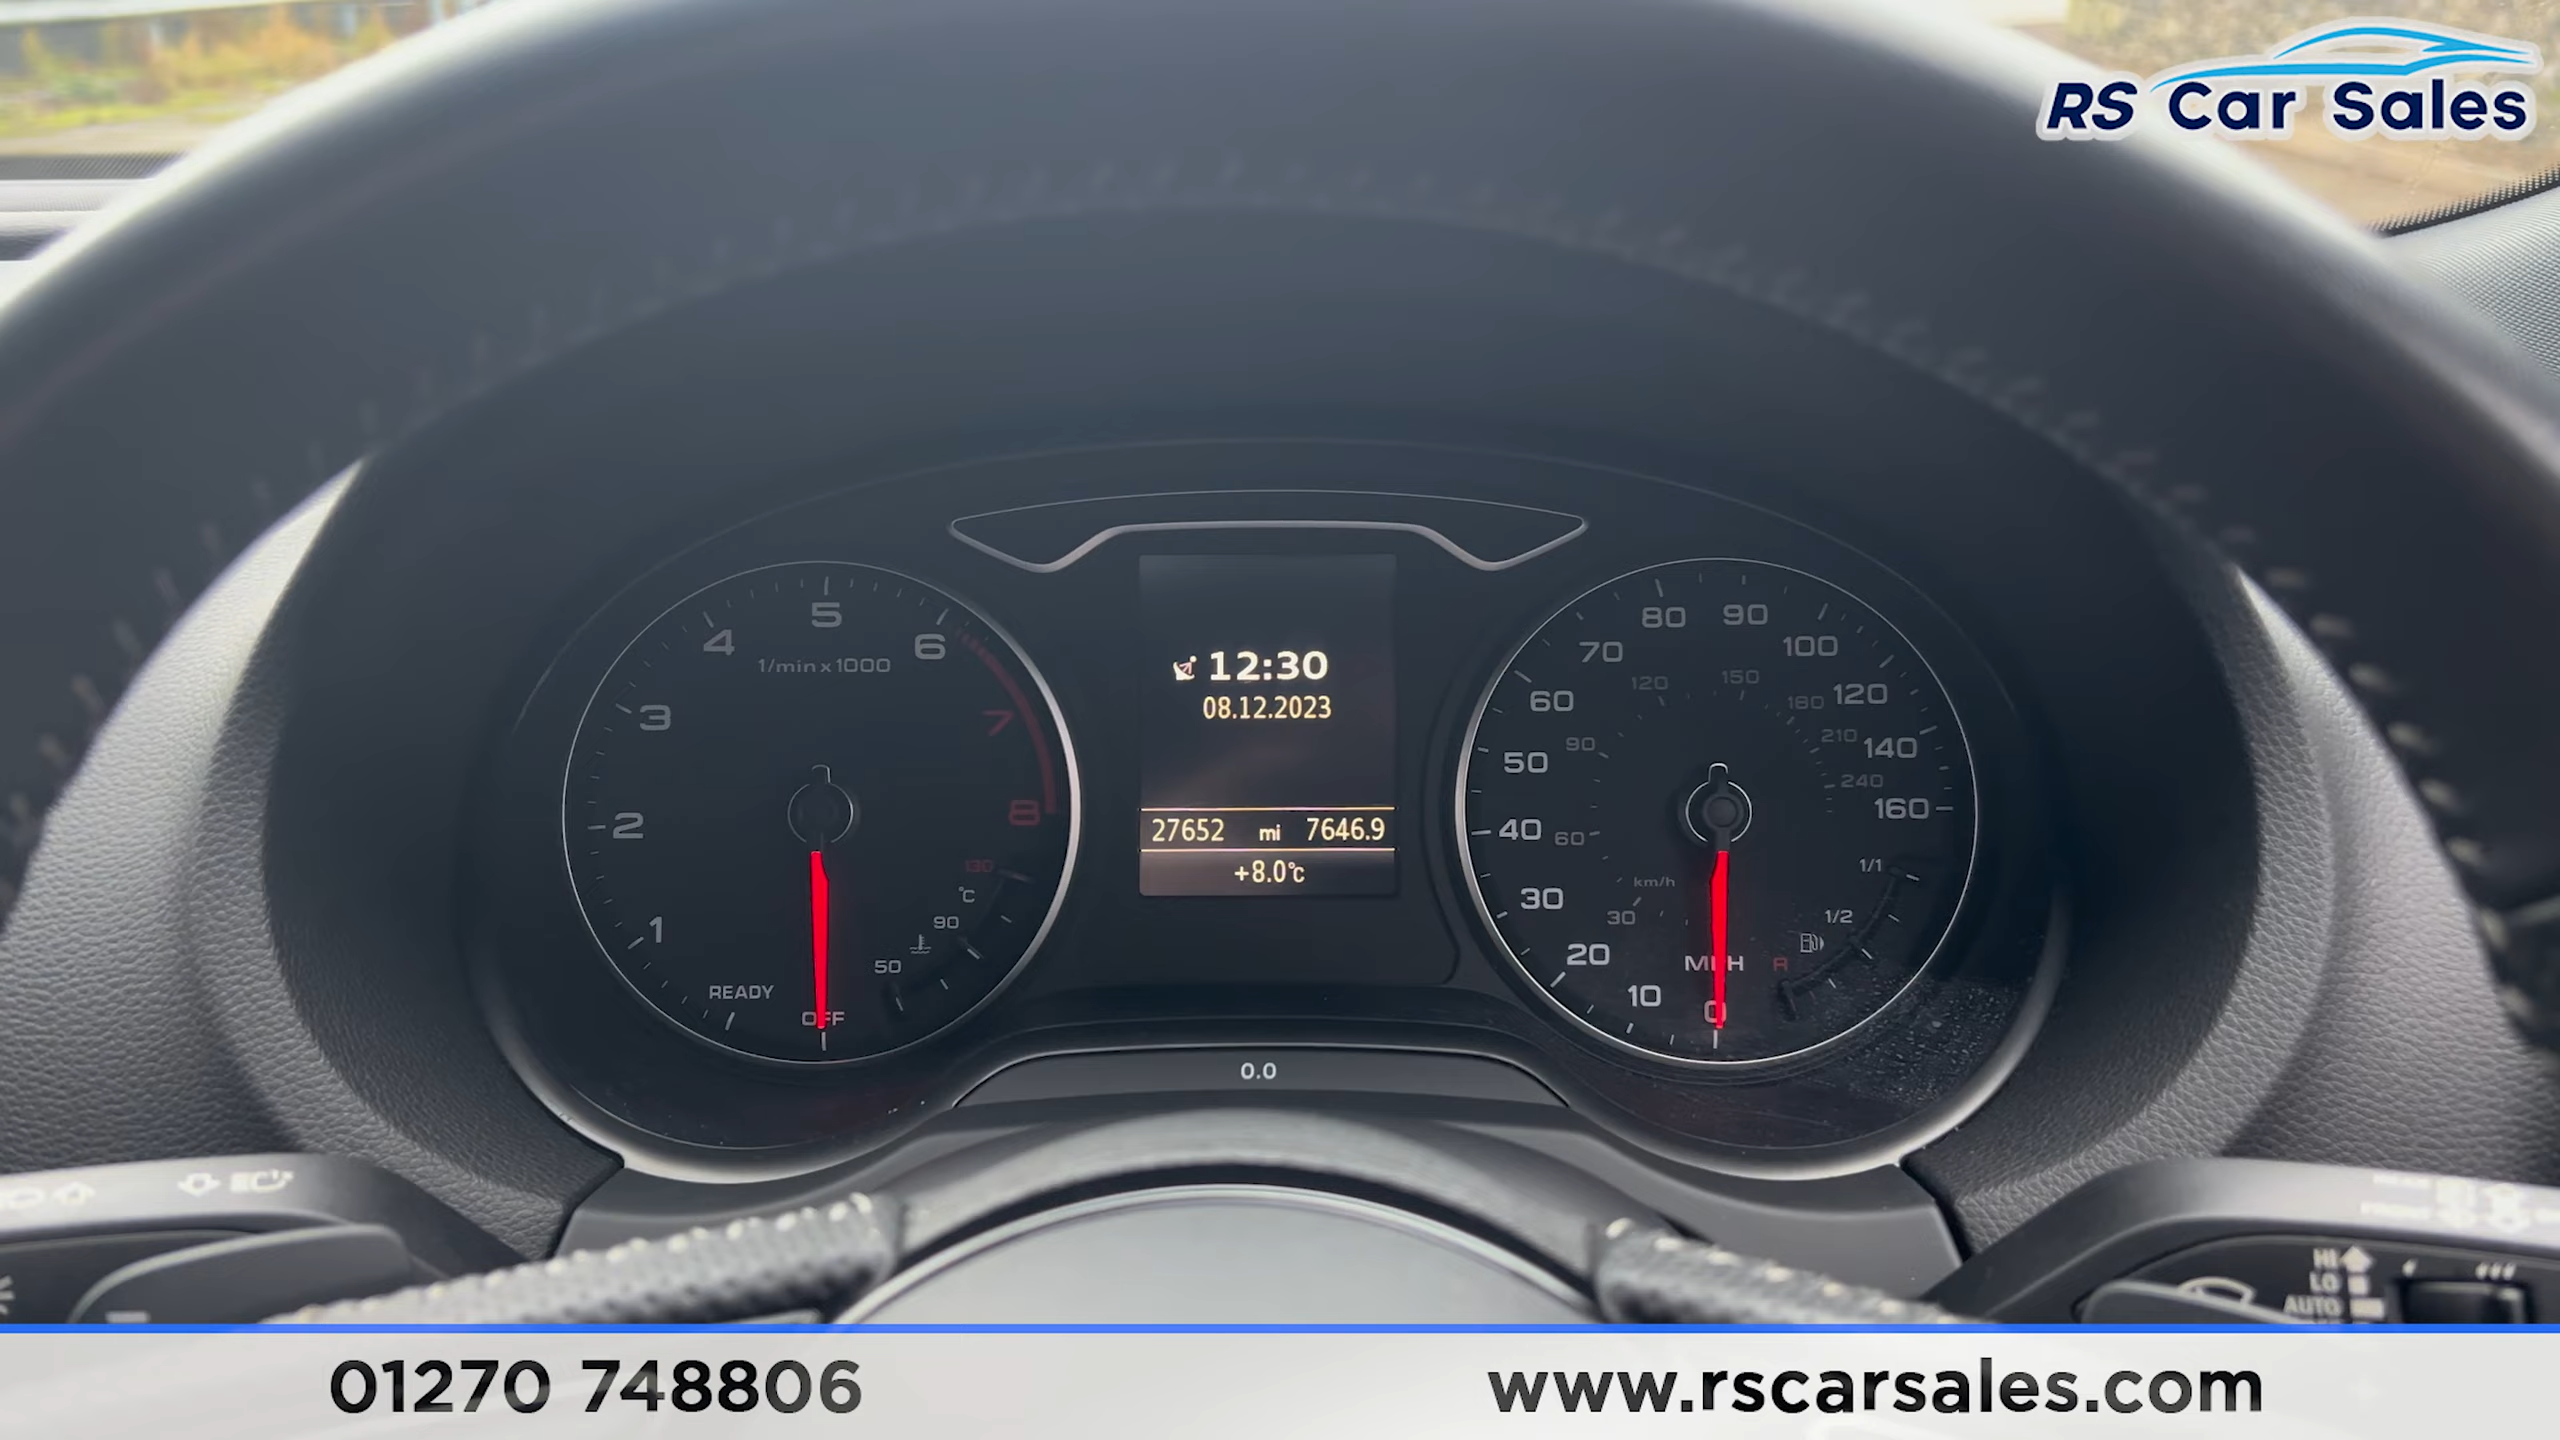 RS Car Sales
5
4
6
1/min x 1000
3
7
2
8
1
130
°C
90
50
READY
OFF
12:30
08.12.2023
27652 mi 7646.9
+8.0°C
80 90
70 100
120 150
60 180 120
90 210 140
50 240
40 60 160
km/h 1/1
30 30 1/2
20 MPH R
10
0
0.0
HI
LO
AUTO
01270 748806 www.rscarsales.com